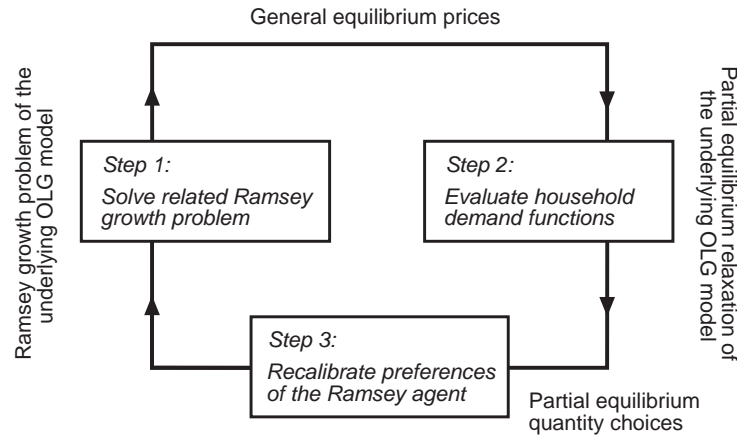 General equilibrium prices
Ramsey growth problem of the
underlying OLG model
Step 1:
Solve related Ramsey
growth problem
Step 2:
Evaluate household
demand functions
Partial equilibrium relaxation of
the underlying OLG model
Step 3:
Recalibrate preferences
of the Ramsey agent
Partial equilibrium
quantity choices